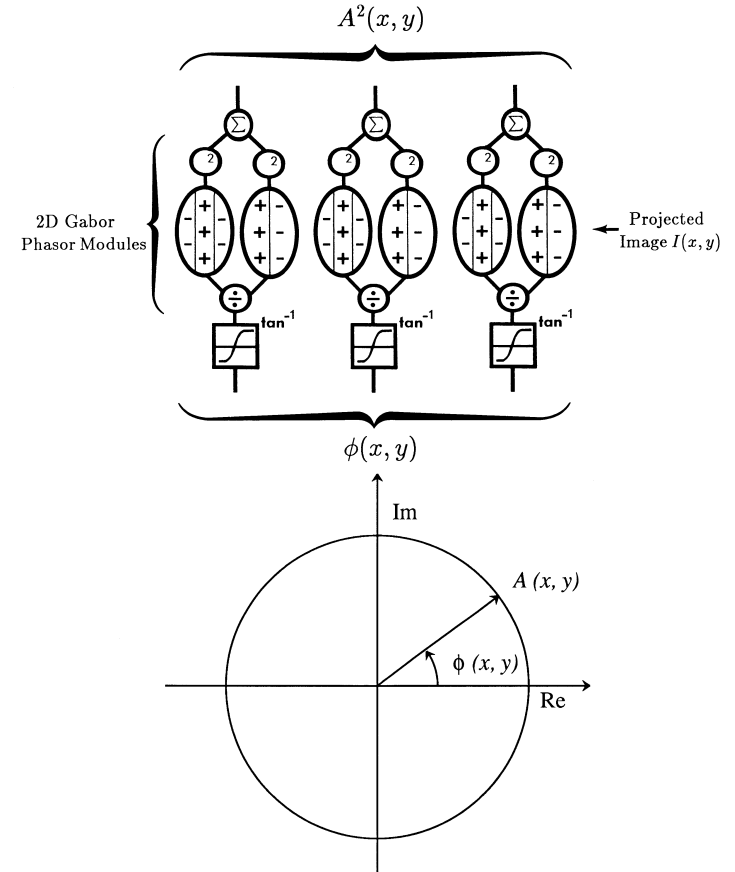 A²(x, y)
Σ Σ Σ
2 2 2 2 2 2
+ + - + + - + + -
- - - - - -
+ + - + + - + + -
- - - - - -
+ + - + + - + + -
2D Gabor
Phasor Modules
Projected
Image I(x, y)
÷ ÷ ÷
tan⁻¹ tan⁻¹ tan⁻¹
ϕ(x, y)
Im
A (x, y)
ϕ (x, y)
Re